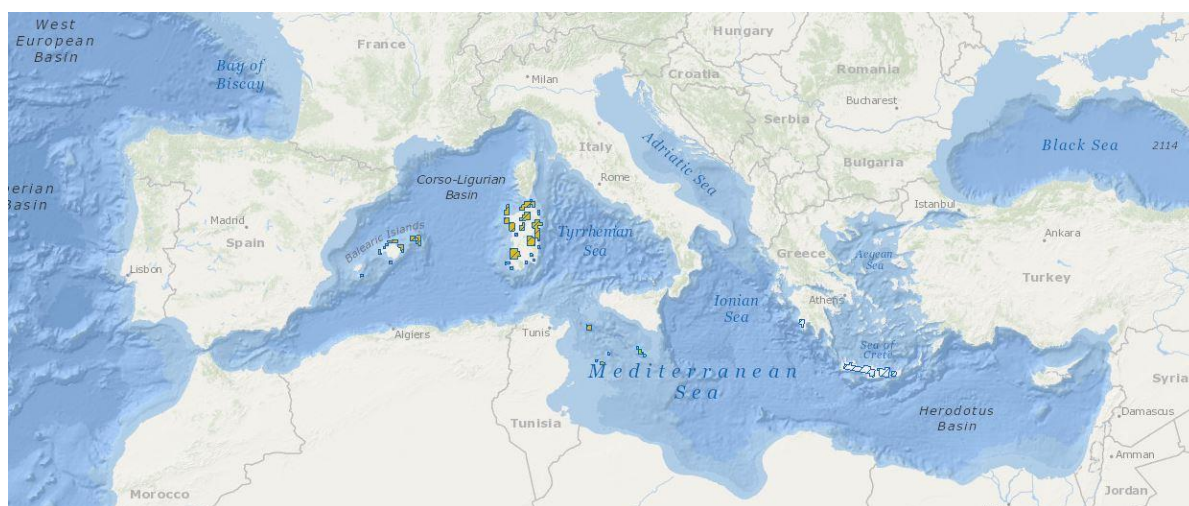 West
European
Basin
Bay of
Biscay
France
Hungary
Milan
Croatia
Romania
Bucharest
Serbia
Italy
Adriatic Sea
Black Sea
2114
Bulgaria
Corso-Ligurian
Basin
Rome
Istanbul
Madrid
Spain
Balearic Islands
Tyrrhenian
Sea
Ankara
Greece
Aegean
Sea
Turkey
Lisbon
Ionian
Sea
Athens
Algiers
Tunis
Sea of
Crete
Mediterranean
Sea
Syria
Herodotus
Basin
Damascus
Tunisia
Amman
Morocco
Jordan